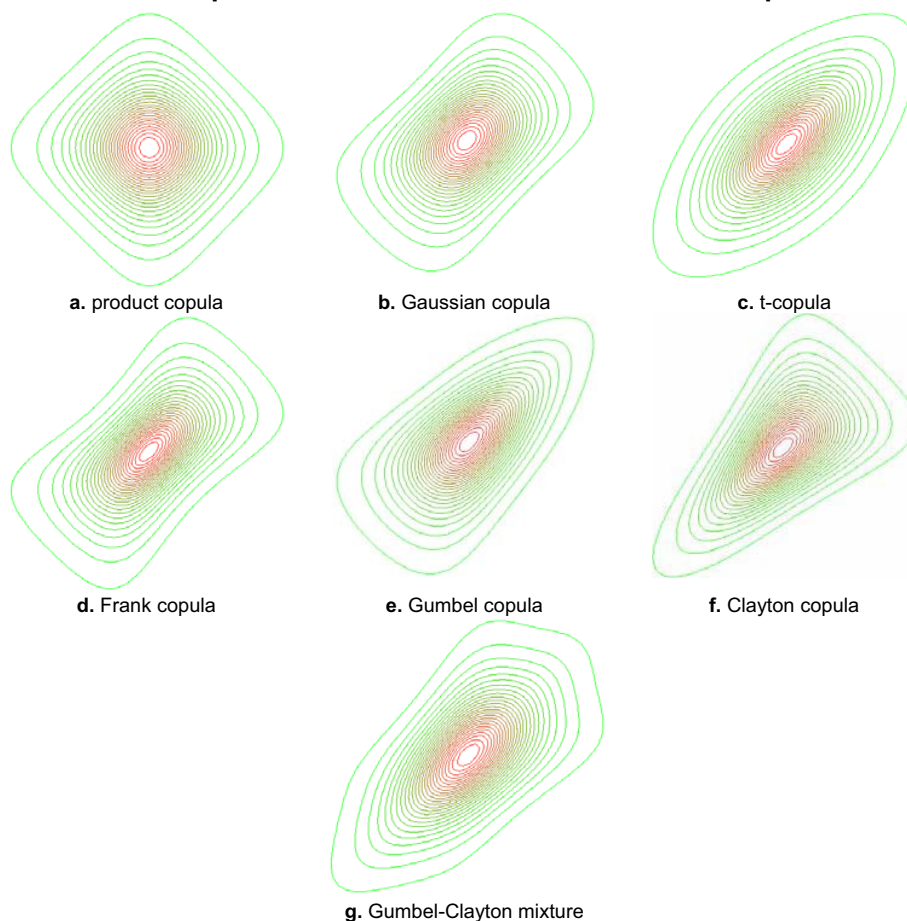 a. product copula
b. Gaussian copula
c. t-copula
d. Frank copula
e. Gumbel copula
f. Clayton copula
g. Gumbel-Clayton mixture